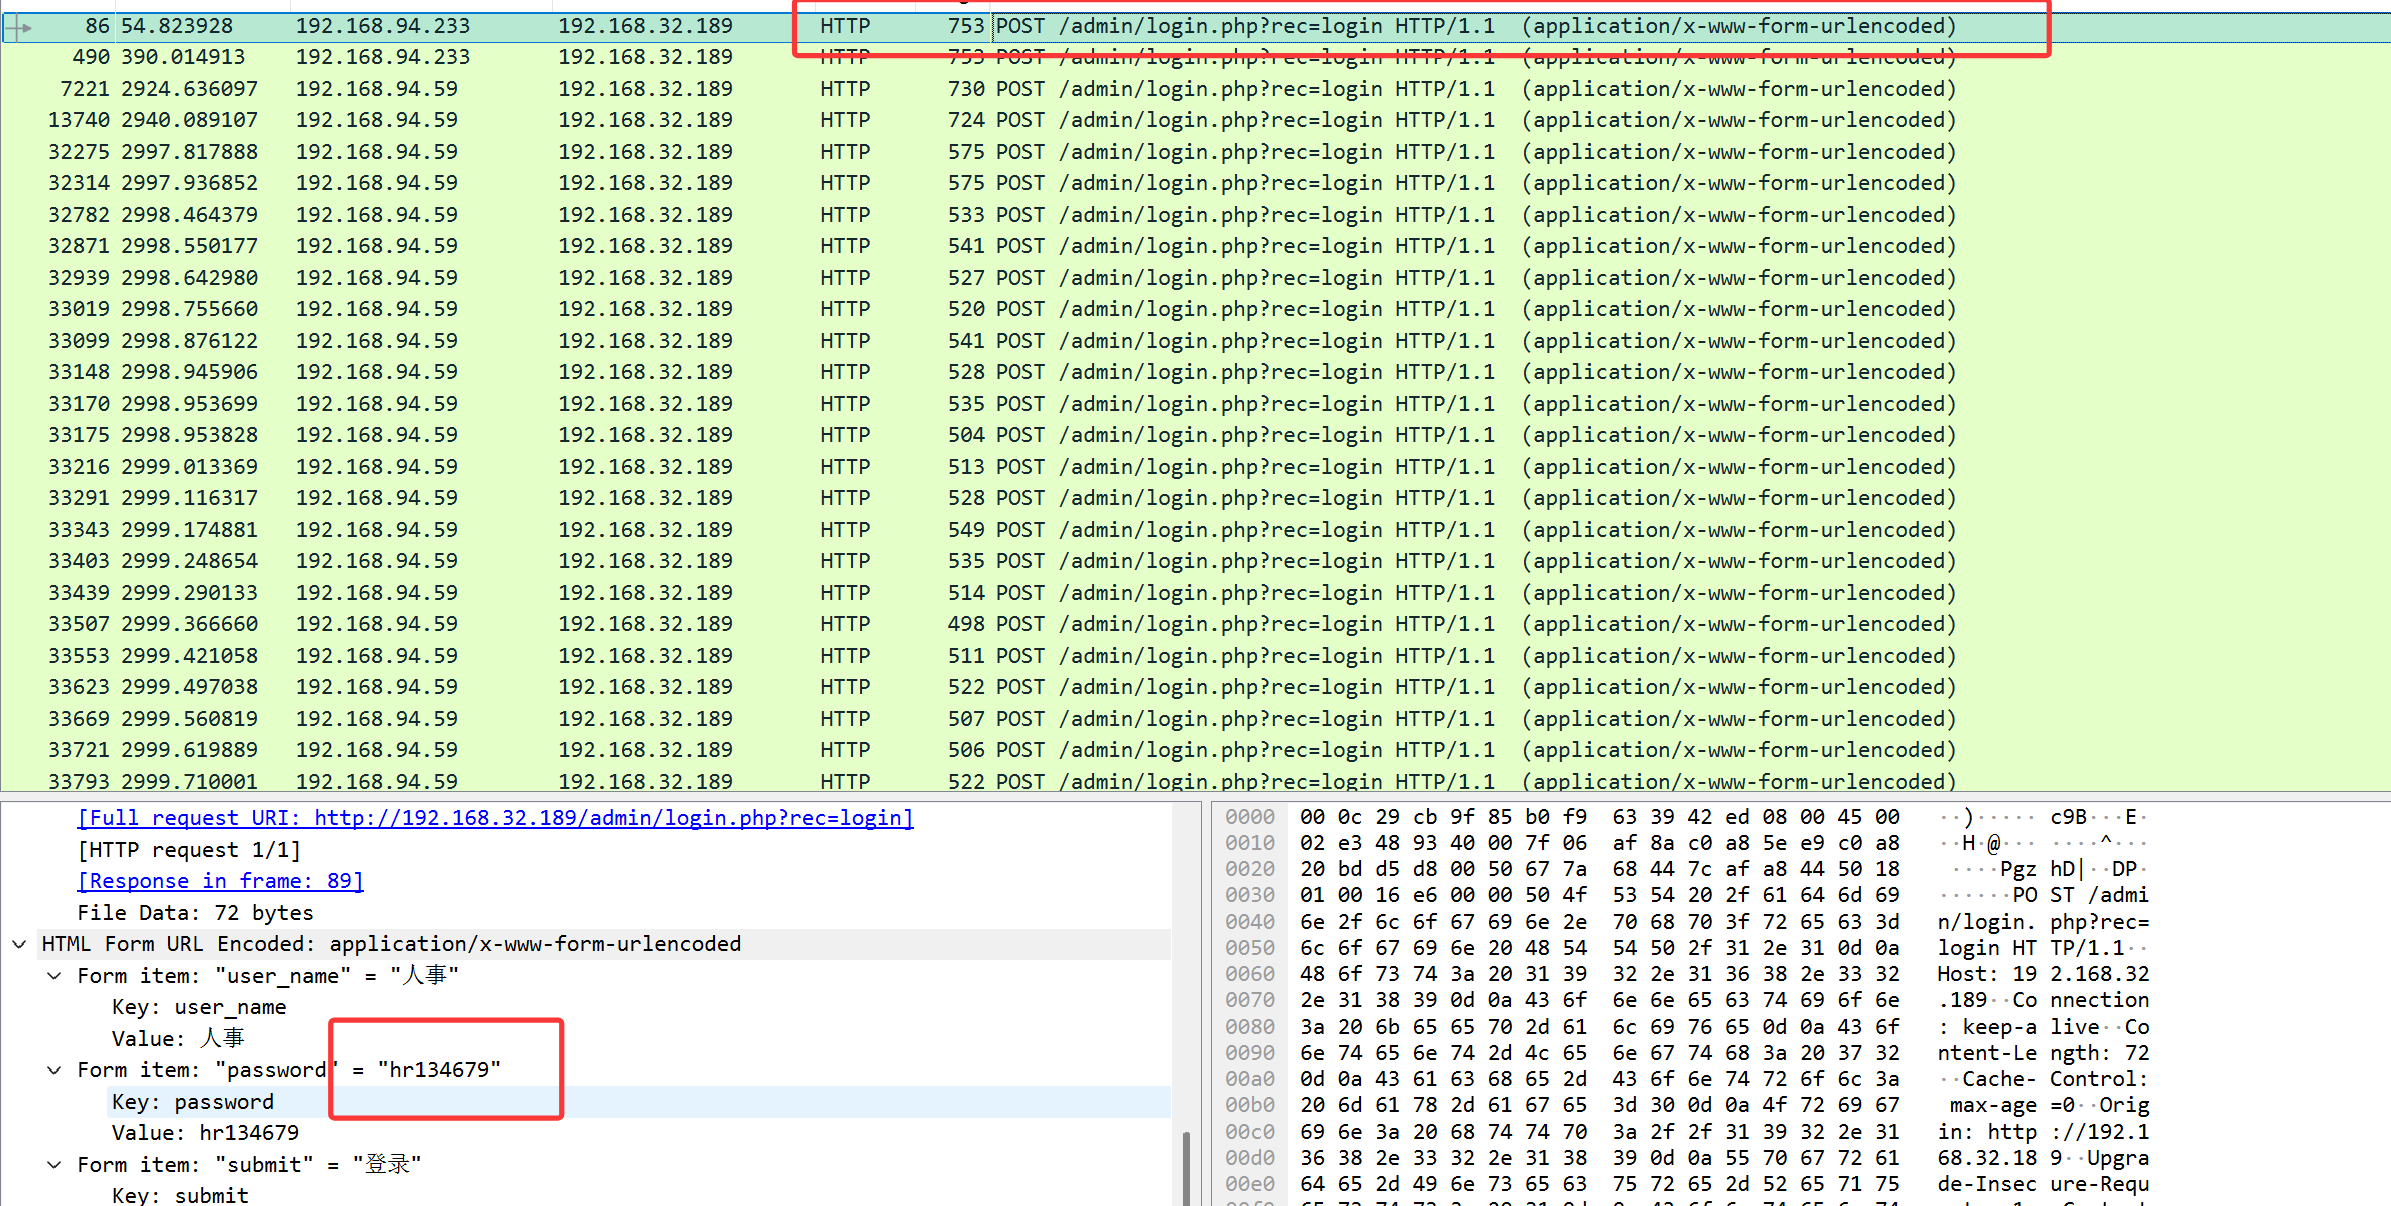 86 54.823928 192.168.94.233 192.168.32.189 HTTP 753 POST /admin/login.php?rec=login HTTP/1.1 (application/x-www-form-urlencoded)
490 390.014913 192.168.94.233 192.168.32.189 HTTP 753 POST /admin/login.php?rec=login HTTP/1.1 (application/x-www-form-urlencoded)
7221 2924.636097 192.168.94.59 192.168.32.189 HTTP 730 POST /admin/login.php?rec=login HTTP/1.1 (application/x-www-form-urlencoded)
13740 2940.089107 192.168.94.59 192.168.32.189 HTTP 724 POST /admin/login.php?rec=login HTTP/1.1 (application/x-www-form-urlencoded)
32275 2997.817888 192.168.94.59 192.168.32.189 HTTP 575 POST /admin/login.php?rec=login HTTP/1.1 (application/x-www-form-urlencoded)
32314 2997.936852 192.168.94.59 192.168.32.189 HTTP 575 POST /admin/login.php?rec=login HTTP/1.1 (application/x-www-form-urlencoded)
32782 2998.464379 192.168.94.59 192.168.32.189 HTTP 533 POST /admin/login.php?rec=login HTTP/1.1 (application/x-www-form-urlencoded)
32871 2998.550177 192.168.94.59 192.168.32.189 HTTP 541 POST /admin/login.php?rec=login HTTP/1.1 (application/x-www-form-urlencoded)
32939 2998.642980 192.168.94.59 192.168.32.189 HTTP 527 POST /admin/login.php?rec=login HTTP/1.1 (application/x-www-form-urlencoded)
33019 2998.755660 192.168.94.59 192.168.32.189 HTTP 520 POST /admin/login.php?rec=login HTTP/1.1 (application/x-www-form-urlencoded)
33099 2998.876122 192.168.94.59 192.168.32.189 HTTP 541 POST /admin/login.php?rec=login HTTP/1.1 (application/x-www-form-urlencoded)
33148 2998.945906 192.168.94.59 192.168.32.189 HTTP 528 POST /admin/login.php?rec=login HTTP/1.1 (application/x-www-form-urlencoded)
33170 2998.953699 192.168.94.59 192.168.32.189 HTTP 535 POST /admin/login.php?rec=login HTTP/1.1 (application/x-www-form-urlencoded)
33175 2998.953828 192.168.94.59 192.168.32.189 HTTP 504 POST /admin/login.php?rec=login HTTP/1.1 (application/x-www-form-urlencoded)
33216 2999.013369 192.168.94.59 192.168.32.189 HTTP 513 POST /admin/login.php?rec=login HTTP/1.1 (application/x-www-form-urlencoded)
33291 2999.116317 192.168.94.59 192.168.32.189 HTTP 528 POST /admin/login.php?rec=login HTTP/1.1 (application/x-www-form-urlencoded)
33343 2999.174881 192.168.94.59 192.168.32.189 HTTP 549 POST /admin/login.php?rec=login HTTP/1.1 (application/x-www-form-urlencoded)
33403 2999.248654 192.168.94.59 192.168.32.189 HTTP 535 POST /admin/login.php?rec=login HTTP/1.1 (application/x-www-form-urlencoded)
33439 2999.290133 192.168.94.59 192.168.32.189 HTTP 514 POST /admin/login.php?rec=login HTTP/1.1 (application/x-www-form-urlencoded)
33507 2999.366660 192.168.94.59 192.168.32.189 HTTP 498 POST /admin/login.php?rec=login HTTP/1.1 (application/x-www-form-urlencoded)
33553 2999.421058 192.168.94.59 192.168.32.189 HTTP 511 POST /admin/login.php?rec=login HTTP/1.1 (application/x-www-form-urlencoded)
33623 2999.497038 192.168.94.59 192.168.32.189 HTTP 522 POST /admin/login.php?rec=login HTTP/1.1 (application/x-www-form-urlencoded)
33669 2999.560819 192.168.94.59 192.168.32.189 HTTP 507 POST /admin/login.php?rec=login HTTP/1.1 (application/x-www-form-urlencoded)
33721 2999.619889 192.168.94.59 192.168.32.189 HTTP 506 POST /admin/login.php?rec=login HTTP/1.1 (application/x-www-form-urlencoded)
33793 2999.710001 192.168.94.59 192.168.32.189 HTTP 522 POST /admin/login.php?rec=login HTTP/1.1 (application/x-www-form-urlencoded)
[Full request URI: http://192.168.32.189/admin/login.php?rec=login]
[HTTP request 1/1]
[Response in frame: 89]
File Data: 72 bytes
HTML Form URL Encoded: application/x-www-form-urlencoded
Form item: "user_name" = "人事"
Key: user_name
Value: 人事
Form item: "password" = "hr134679"
Key: password
Value: hr134679
Form item: "submit" = "登录"
Key: submit
0000 00 0c 29 cb 9f 85 b0 f9 63 39 42 ed 08 00 45 00 ··)····· c9B···E·
0010 02 e3 48 93 40 00 7f 06 af 8a c0 a8 5e e9 c0 a8 ··H·@··· ····^···
0020 20 bd d5 d8 00 50 67 7a 68 44 7c af a8 44 50 18 ····Pgz hD|··DP·
0030 01 00 16 e6 00 00 50 4f 53 54 20 2f 61 64 6d 69 ······PO ST /admi
0040 6e 2f 6c 6f 67 69 6e 2e 70 68 70 3f 72 65 63 3d n/login. php?rec=
0050 6c 6f 67 69 6e 20 48 54 54 50 2f 31 2e 31 0d 0a login HT TP/1.1··
0060 48 6f 73 74 3a 20 31 39 32 2e 31 36 38 2e 33 32 Host: 19 2.168.32
0070 2e 31 38 39 0d 0a 43 6f 6e 6e 65 63 74 69 6f 6e .189··Co nnection
0080 3a 20 6b 65 65 70 2d 61 6c 69 76 65 0d 0a 43 6f : keep-a live··Co
0090 6e 74 65 6e 74 2d 4c 65 6e 67 74 68 3a 20 37 32 ntent-Le ngth: 72
00a0 0d 0a 43 61 63 68 65 2d 43 6f 6e 74 72 6f 6c 3a ··Cache- Control:
00b0 20 6d 61 78 2d 61 67 65 3d 30 0d 0a 4f 72 69 67 max-age =0··Orig
00c0 69 6e 3a 20 68 74 74 70 3a 2f 2f 31 39 32 2e 31 in: http ://192.1
00d0 36 38 2e 33 32 2e 31 38 39 0d 0a 55 70 67 72 61 68.32.18 9··Upgra
00e0 64 65 2d 49 6e 73 65 63 75 72 65 2d 52 65 71 75 de-Insec ure-Requ